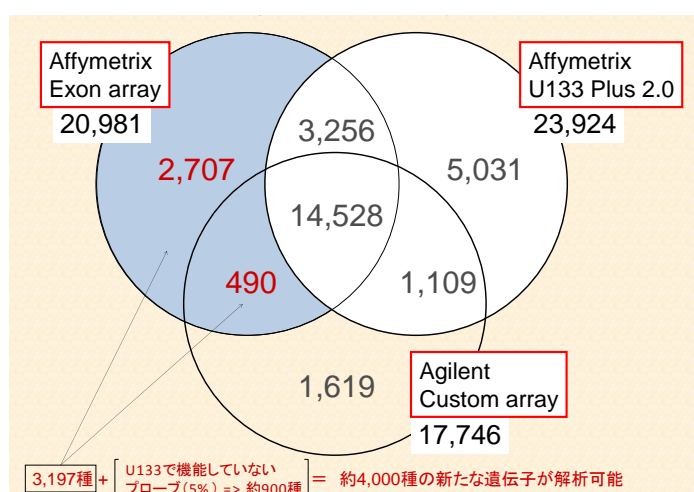 Affymetrix
Exon array
20,981
Affymetrix
U133 Plus 2.0
23,924
3,256
2,707
5,031
14,528
490
1,109
1,619
Agilent
Custom array
17,746
3,197種 + [ U133で機能していない
プローブ(5%) => 約900種 ] = 約4,000種の新たな遺伝子が解析可能